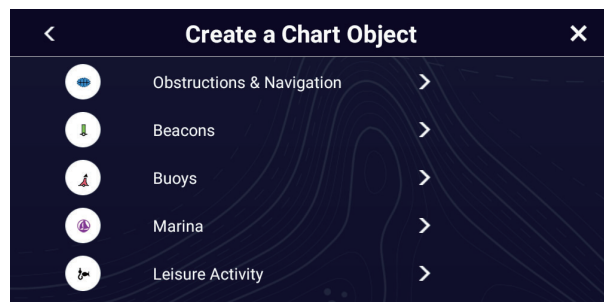 Create a Chart Object
Obstructions & Navigation
Beacons
Buoys
Marina
Leisure Activity